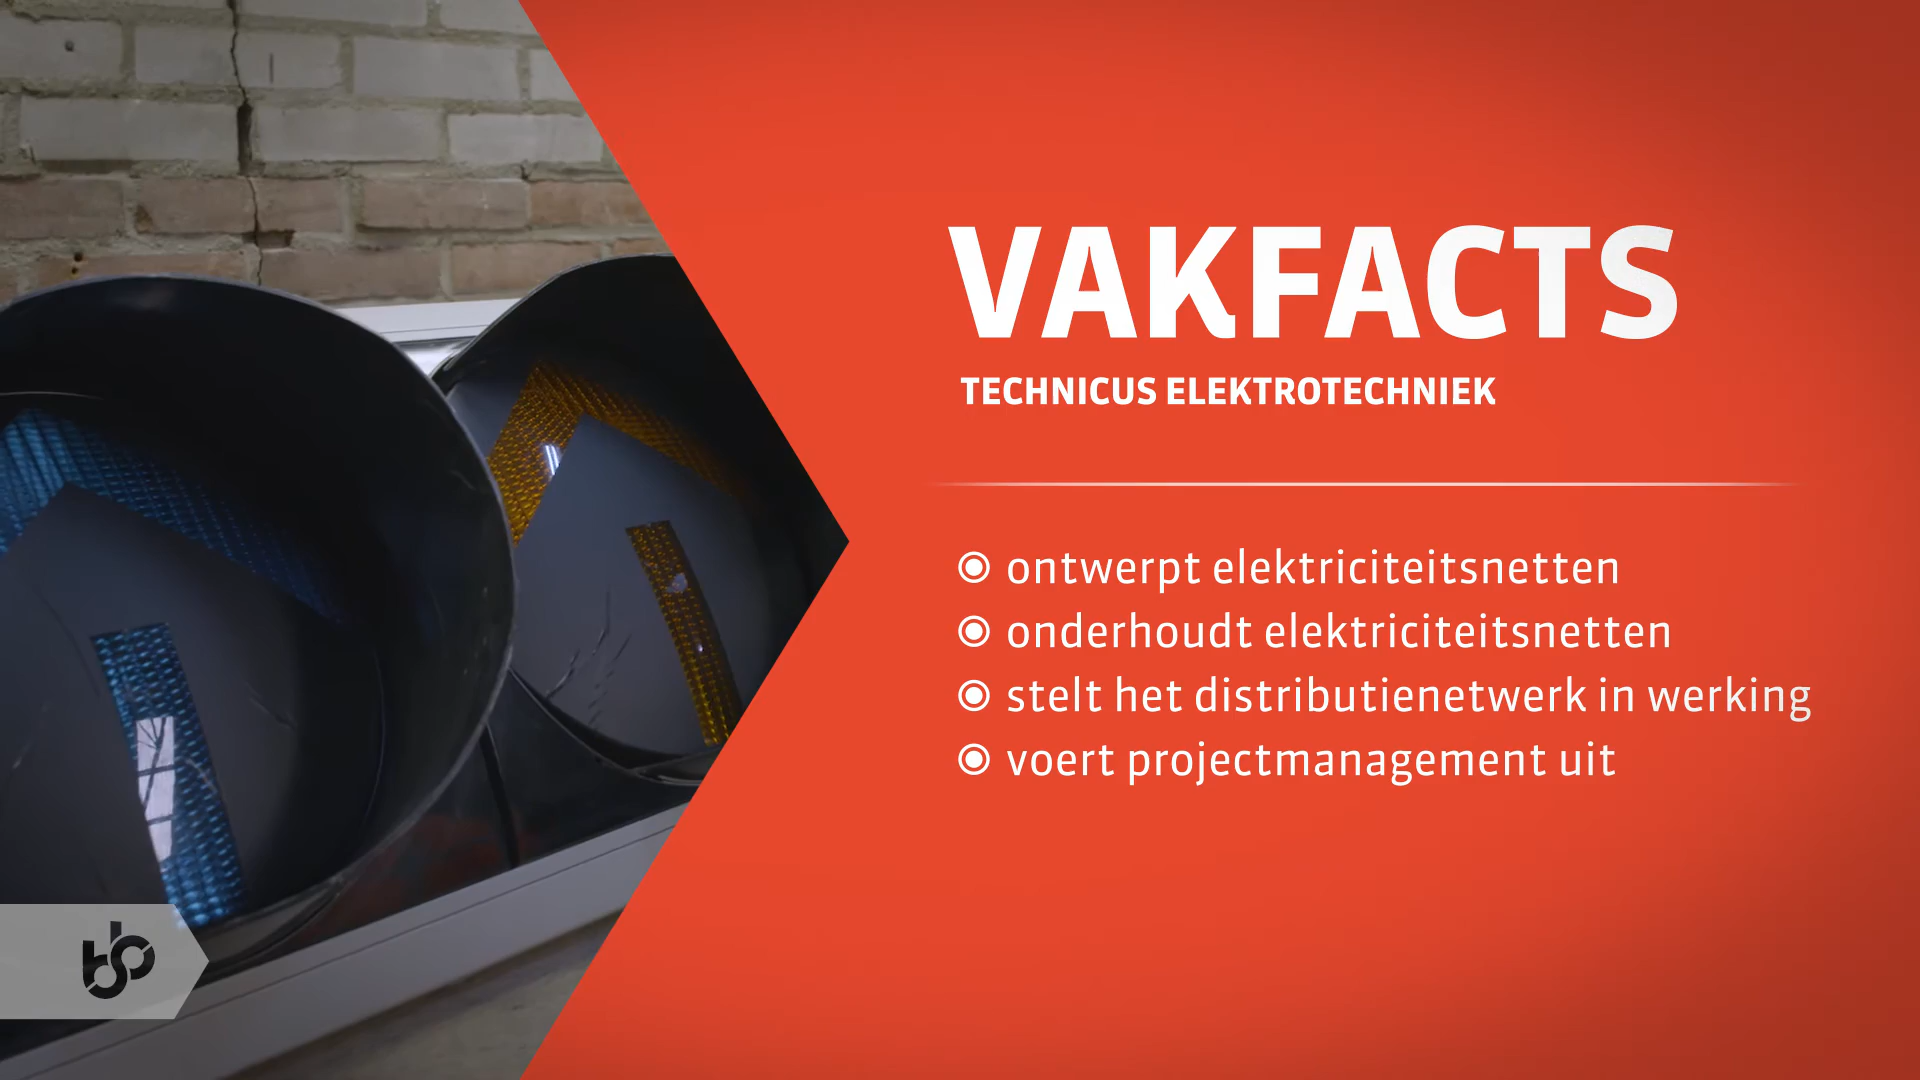 VAKFACTS
TECHNICUS ELEKTROTECHNIEK
ontwerpt elektriciteitsnetten
onderhoudt elektriciteitsnetten
stelt het distributienetwerk in werking
voert projectmanagement uit